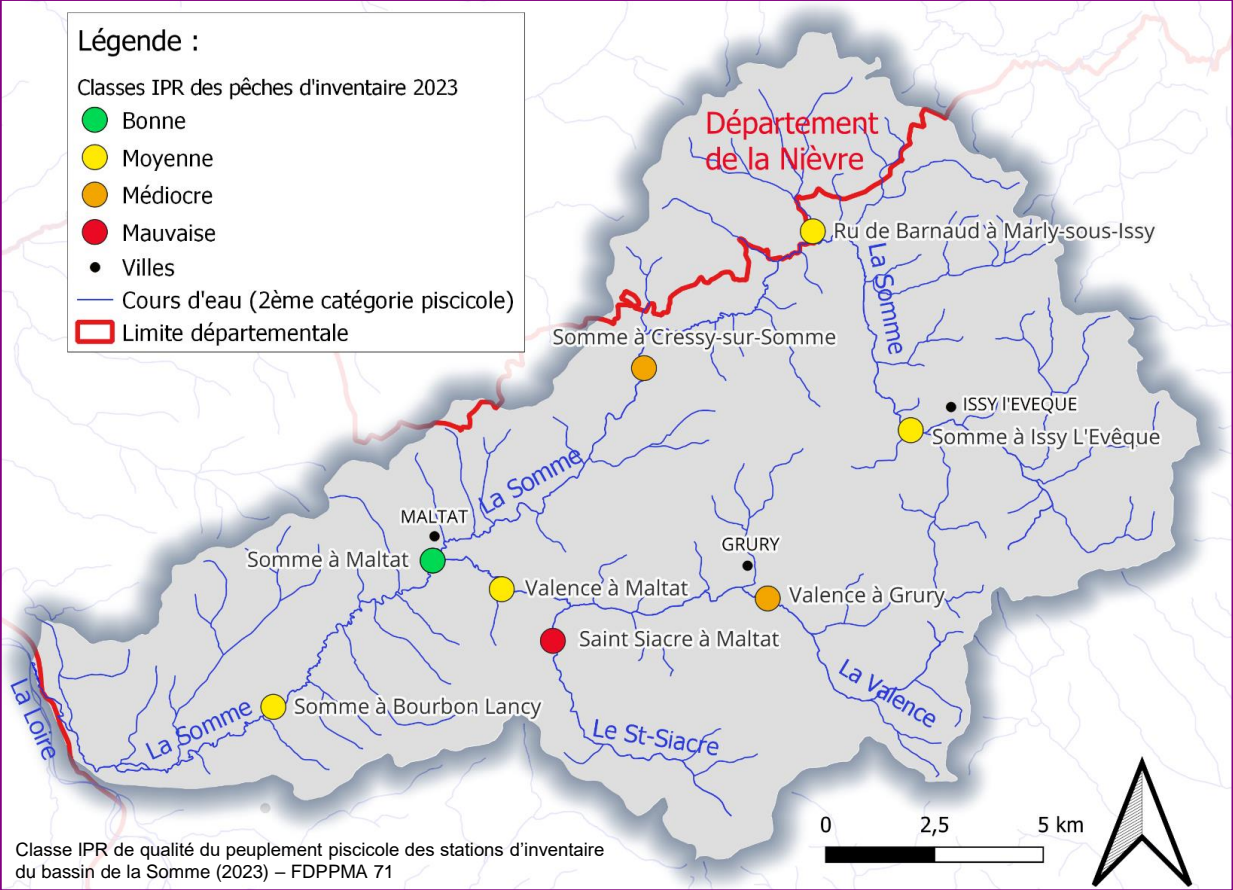 Légende :
Classes IPR des pêches d'inventaire 2023
Bonne
Moyenne
Médiocre
Mauvaise
Villes
Cours d'eau (2ème catégorie piscicole)
Limite départementale
Département
de la Nièvre
Ru de Barnaud à Marly-sous-Issy
La Somme
Somme à Cressy-sur-Somme
ISSY l'EVEQUE
Somme à Issy L'Evêque
La Somme
MALTAT
Somme à Maltat
GRURY
Valence à Maltat
Valence à Grury
Saint Siacre à Maltat
La Valence
La Loire
Somme à Bourbon Lancy
La Somme
Le St-Siacre
0 2,5 5 km
Classe IPR de qualité du peuplement piscicole des stations d’inventaire
du bassin de la Somme (2023) – FDPPMA 71